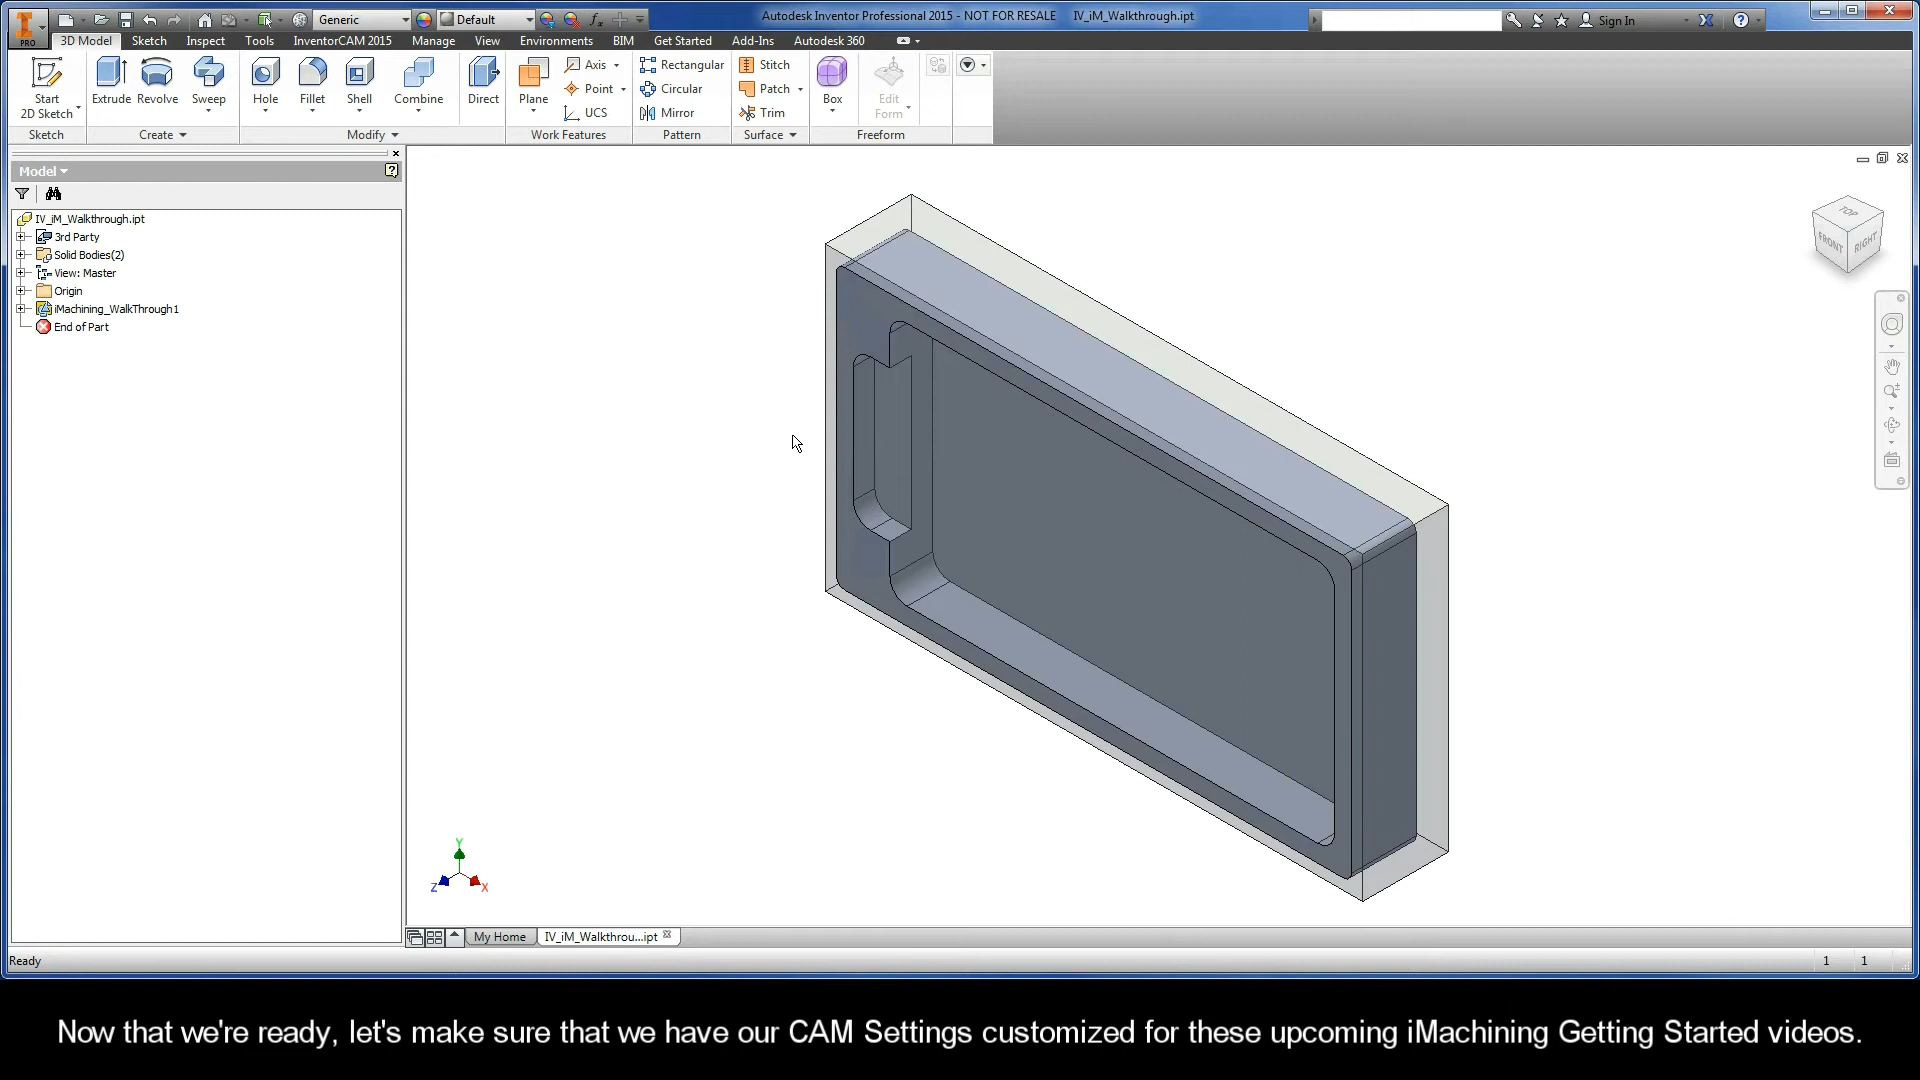 Generic
Default
Autodesk Inventor Professional 2015 - NOT FOR RESALE IV_iM_Walkthrough.ipt
Sign In
PRO
3D Model Sketch Inspect Tools InventorCAM 2015 Manage View Environments BIM Get Started Add-Ins Autodesk 360
Start
2D Sketch
Extrude Revolve Sweep
Hole Fillet Shell Combine
Direct
Plane
Axis
Point
UCS
Rectangular
Circular
Mirror
Stitch
Patch
Trim
Box
Edit
Form
Sketch Create Modify Work Features Pattern Surface Freeform
Model
IV_iM_Walkthrough.ipt
3rd Party
Solid Bodies(2)
View: Master
Origin
iMachining_WalkThrough1
End of Part
TOP
FRONT RIGHT
Y
Z X
My Home IV_iM_Walkthrou...ipt
Ready 1 1
Now that we're ready, let's make sure that we have our CAM Settings customized for these upcoming iMachining Getting Started videos.